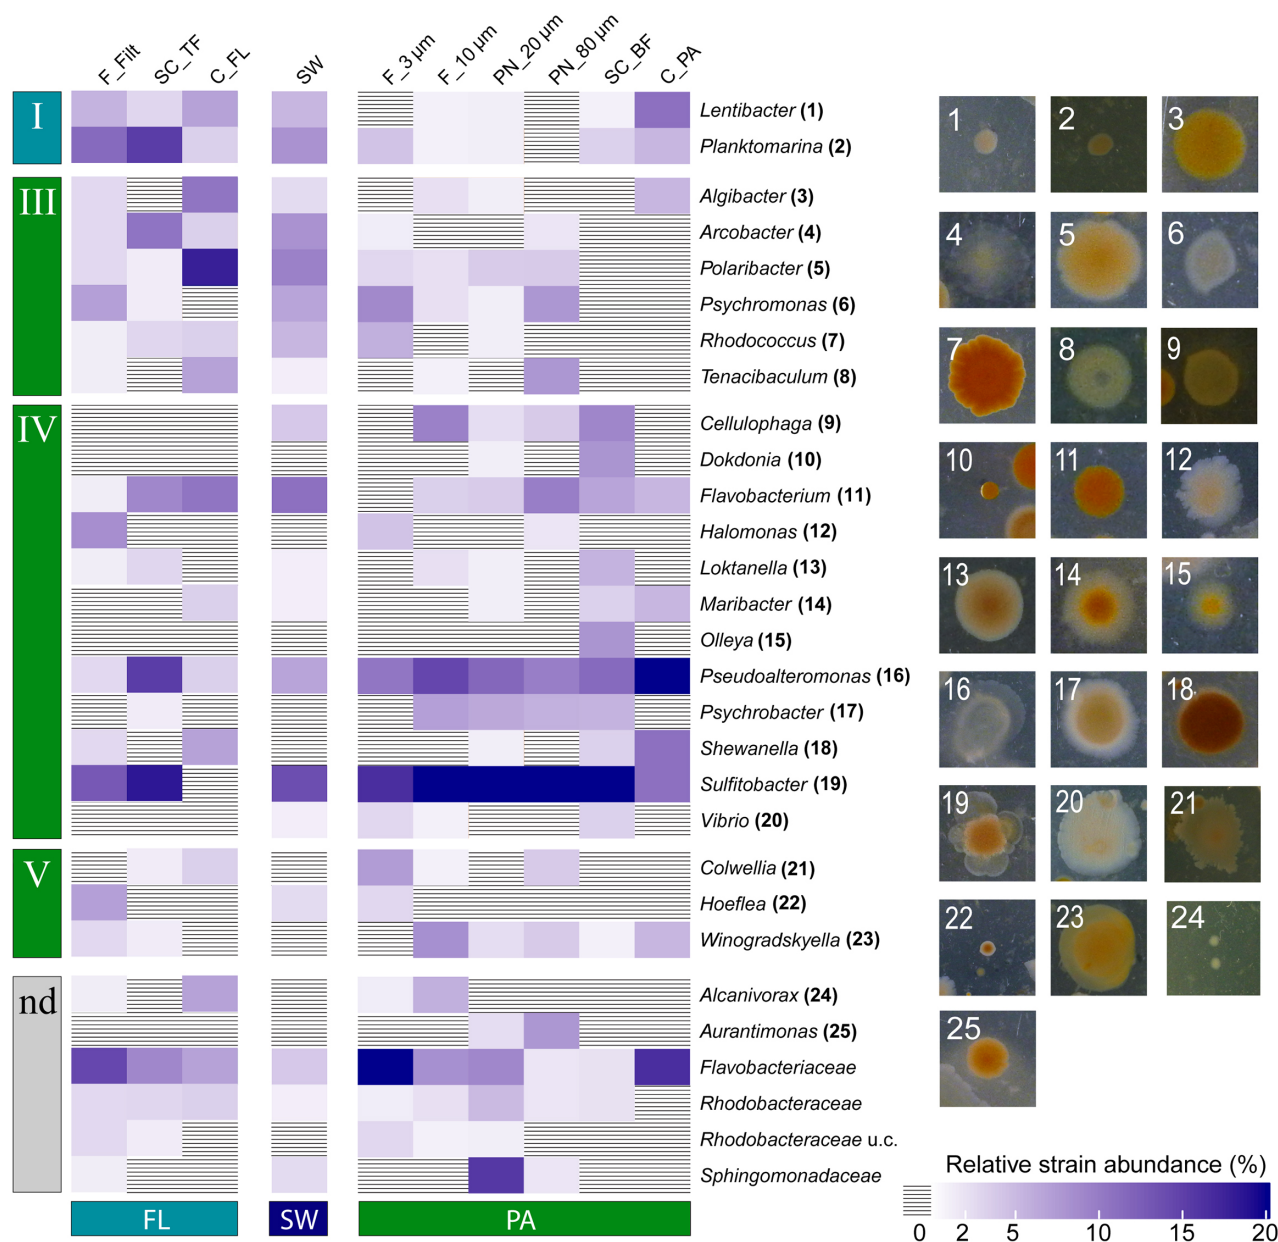 F_Filt SC_TF C_FL SW F_3 µm F_10 µm PN_20 µm PN_80 µm SC_BF C_PA
I
Lentibacter (1)
Planktomarina (2)
III
Algibacter (3)
Arcobacter (4)
Polaribacter (5)
Psychromonas (6)
Rhodococcus (7)
Tenacibaculum (8)
IV
Cellulophaga (9)
Dokdonia (10)
Flavobacterium (11)
Halomonas (12)
Loktanella (13)
Maribacter (14)
Olleya (15)
Pseudoalteromonas (16)
Psychrobacter (17)
Shewanella (18)
Sulfitobacter (19)
Vibrio (20)
V
Colwellia (21)
Hoeflea (22)
Winogradskyella (23)
nd
Alcanivorax (24)
Aurantimonas (25)
Flavobacteriaceae
Rhodobacteraceae
Rhodobacteraceae u.c.
Sphingomonadaceae
FL SW PA
1 2 3
4 5 6
7 8 9
10 11 12
13 14 15
16 17 18
19 20 21
22 23 24
25
Relative strain abundance (%)
0 2 5 10 15 20